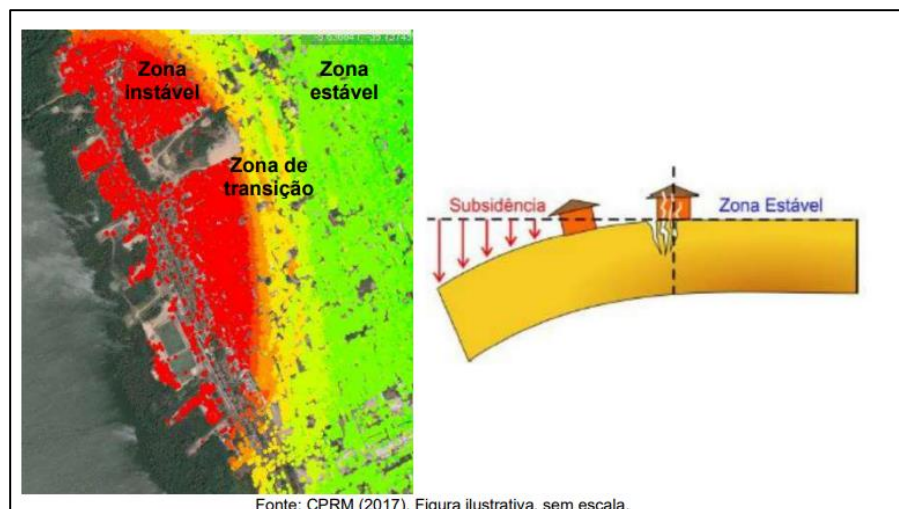 Zona
instável
Zona
estável
Zona de
transição
Subsidência
Zona Estável
Fonte: CPRM (2017). Figura ilustrativa, sem escala.